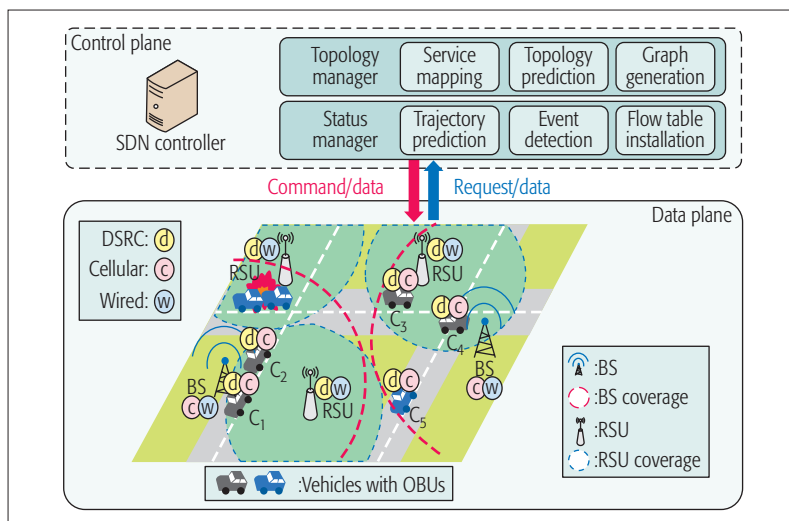 Control plane
SDN controller
Topology manager
Service mapping
Topology prediction
Graph generation
Status manager
Trajectory prediction
Event detection
Flow table installation
Command/data
Request/data
Data plane
DSRC: d
Cellular: c
Wired: w
d w
RSU
d w
RSU
d c
C3
d c
C4
d c
C2
BS
c w
d c
C1
d w
RSU
d c
C5
BS
c w
:BS
:BS coverage
:RSU
:RSU coverage
:Vehicles with OBUs